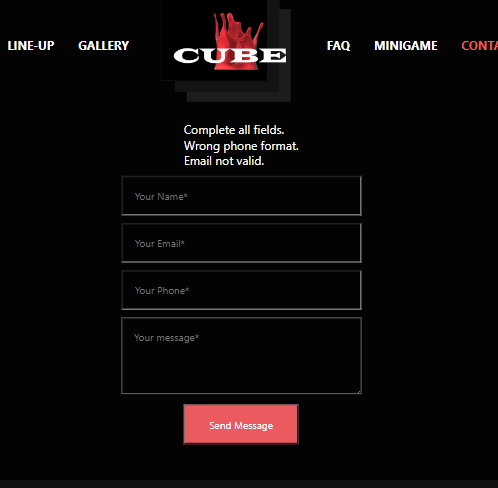 LINE-UP GALLERY CUBE FAQ MINIGAME CONTA
Complete all fields.
Wrong phone format.
Email not valid.
Your Name*
Your Email*
Your Phone*
Your message*
Send Message